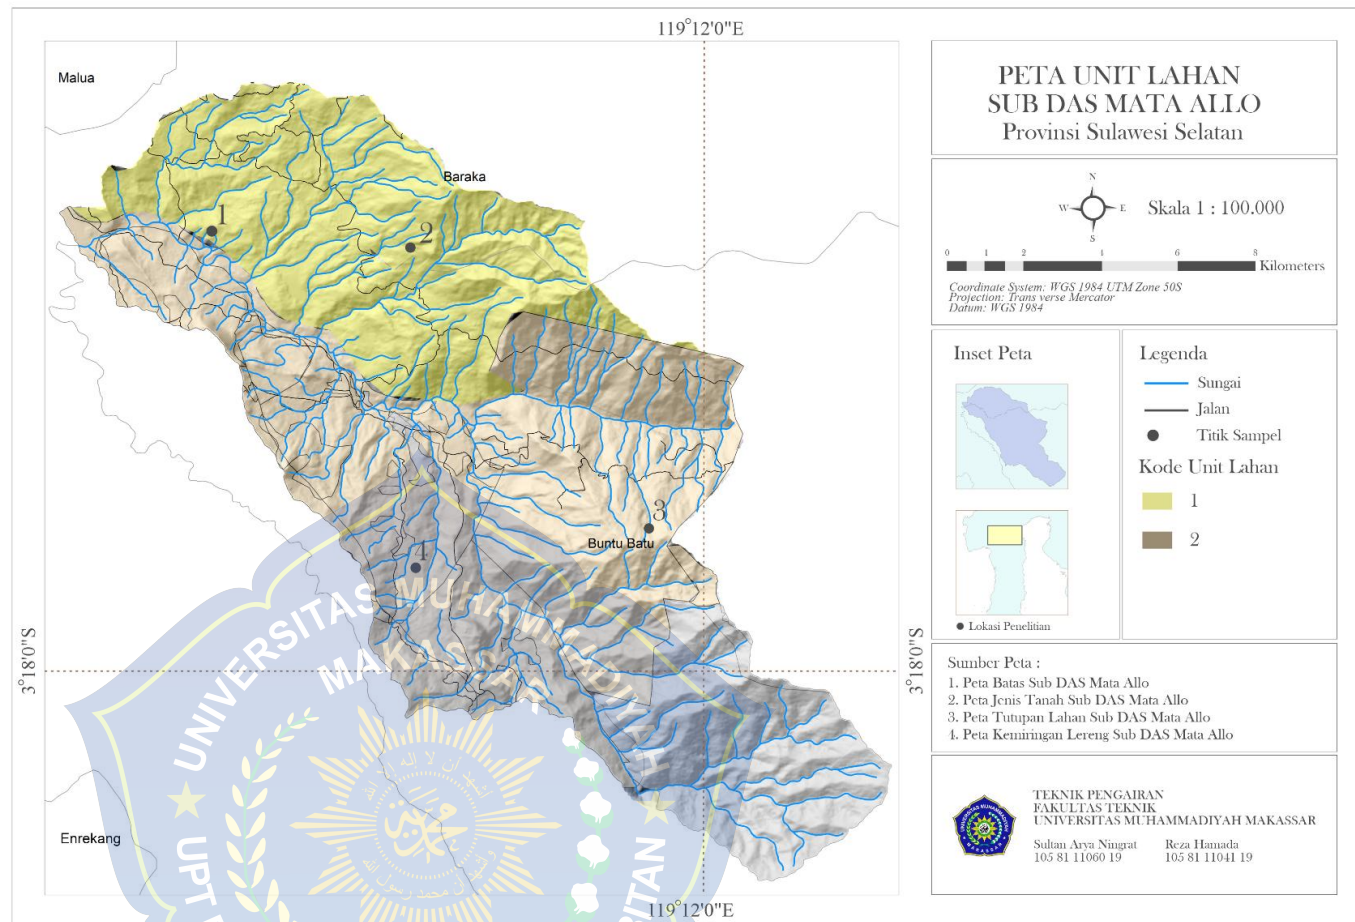 119°12'0"E
Malua
Baraka
1
2
3
Buntu Batu
4
3°18'0"S
3°18'0"S
Enrekang
119°12'0"E
UNIVERSITAS MUHAMMADIYAH
MAKASSAR
UPT
PETA UNIT LAHAN
SUB DAS MATA ALLO
Provinsi Sulawesi Selatan
N
W E
S
Skala 1 : 100.000
0 1 2 4 6 8
Kilometers
Coordinate System: WGS 1984 UTM Zone 50S
Projection: Trans verse Mercator
Datum: WGS 1984
Inset Peta
Lokasi Penelitian
Legenda
Sungai
Jalan
Titik Sampel
Kode Unit Lahan
1
2
Sumber Peta :
1. Peta Batas Sub DAS Mata Allo
2. Peta Jenis Tanah Sub DAS Mata Allo
3. Peta Tutupan Lahan Sub DAS Mata Allo
4. Peta Kemiringan Lereng Sub DAS Mata Allo
TEKNIK PENGAIRAN
FAKULTAS TEKNIK
UNIVERSITAS MUHAMMADIYAH MAKASSAR
Sultan Arya Ningrat Reza Hamada
105 81 11060 19 105 81 11041 19